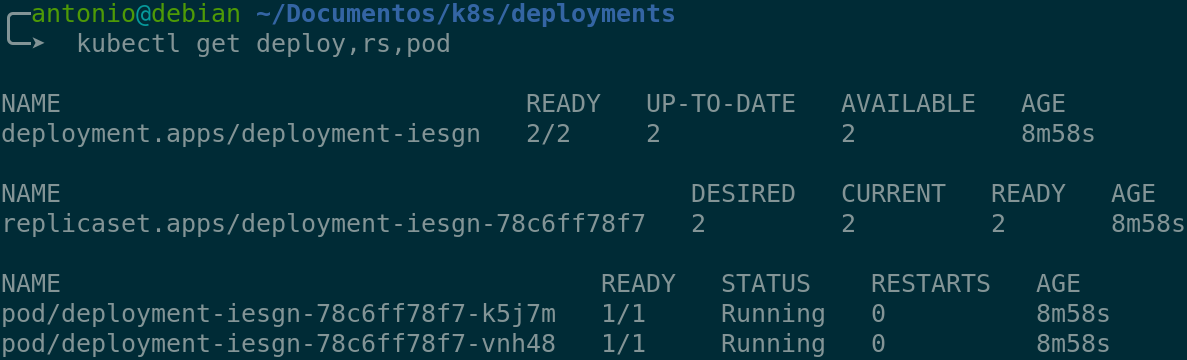 antonio@debian ~/Documentos/k8s/deployments
➤ kubectl get deploy,rs,pod
NAME READY UP-TO-DATE AVAILABLE AGE
deployment.apps/deployment-iesgn 2/2 2 2 8m58s
NAME DESIRED CURRENT READY AGE
replicaset.apps/deployment-iesgn-78c6ff78f7 2 2 2 8m58s
NAME READY STATUS RESTARTS AGE
pod/deployment-iesgn-78c6ff78f7-k5j7m 1/1 Running 0 8m58s
pod/deployment-iesgn-78c6ff78f7-vnh48 1/1 Running 0 8m58s